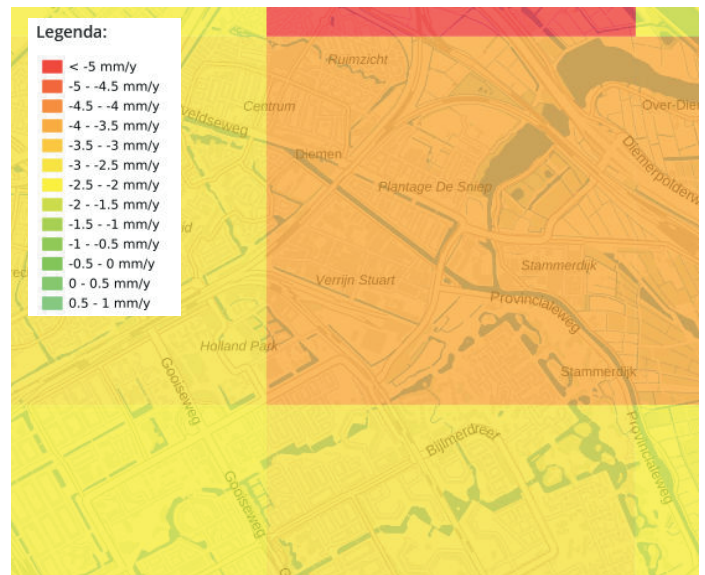 Legenda:
< -5 mm/y
-5 - -4.5 mm/y
-4.5 - -4 mm/y
-4 - -3.5 mm/y
-3.5 - -3 mm/y
-3 - -2.5 mm/y
-2.5 - -2 mm/y
-2 - -1.5 mm/y
-1.5 - -1 mm/y
-1 - -0.5 mm/y
-0.5 - 0 mm/y
0 - 0.5 mm/y
0.5 - 1 mm/y
Ruimzicht
Centrum
veldseweg
Over-Die
Diemen
Diemerpolderw
Plantage De Sniep
id
Stammerdijk
Verrijn Stuart
Provincialeweg
Holland Park
Gooiseweg
Stammerdijk
Bijlmerdreef
Provincialeweg
Gooiseweg